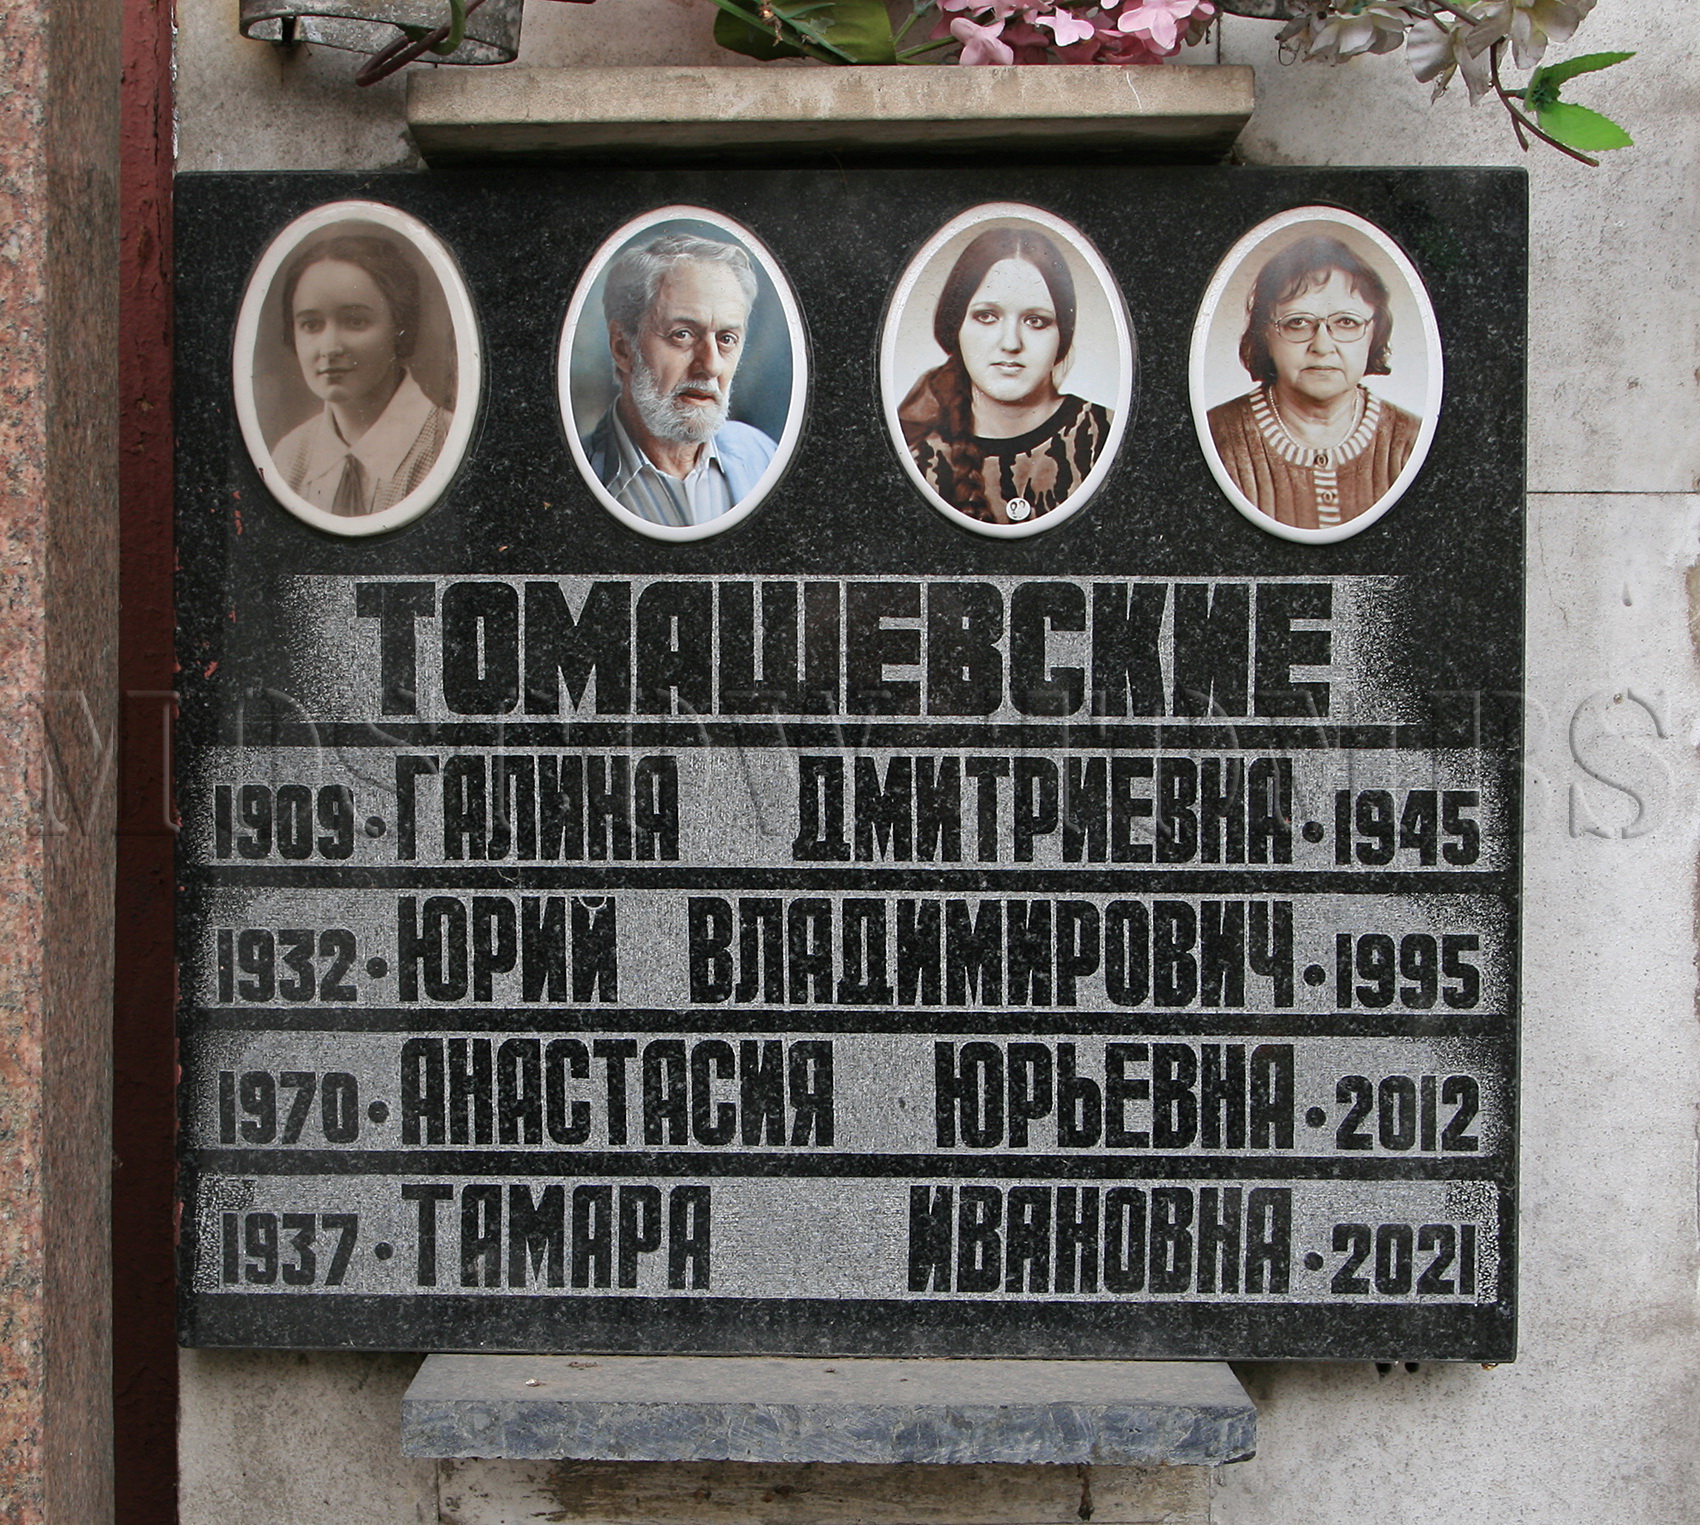 ТОМАШЕВСКИЕ
1909 • ГАЛИНА ДМИТРИЕВНА • 1945
1932 • ЮРИЙ ВЛАДИМИРОВИЧ • 1995
1970 • АНАСТАСИЯ ЮРЬЕВНА • 2012
1937 • ТАМАРА ИВАНОВНА • 2021